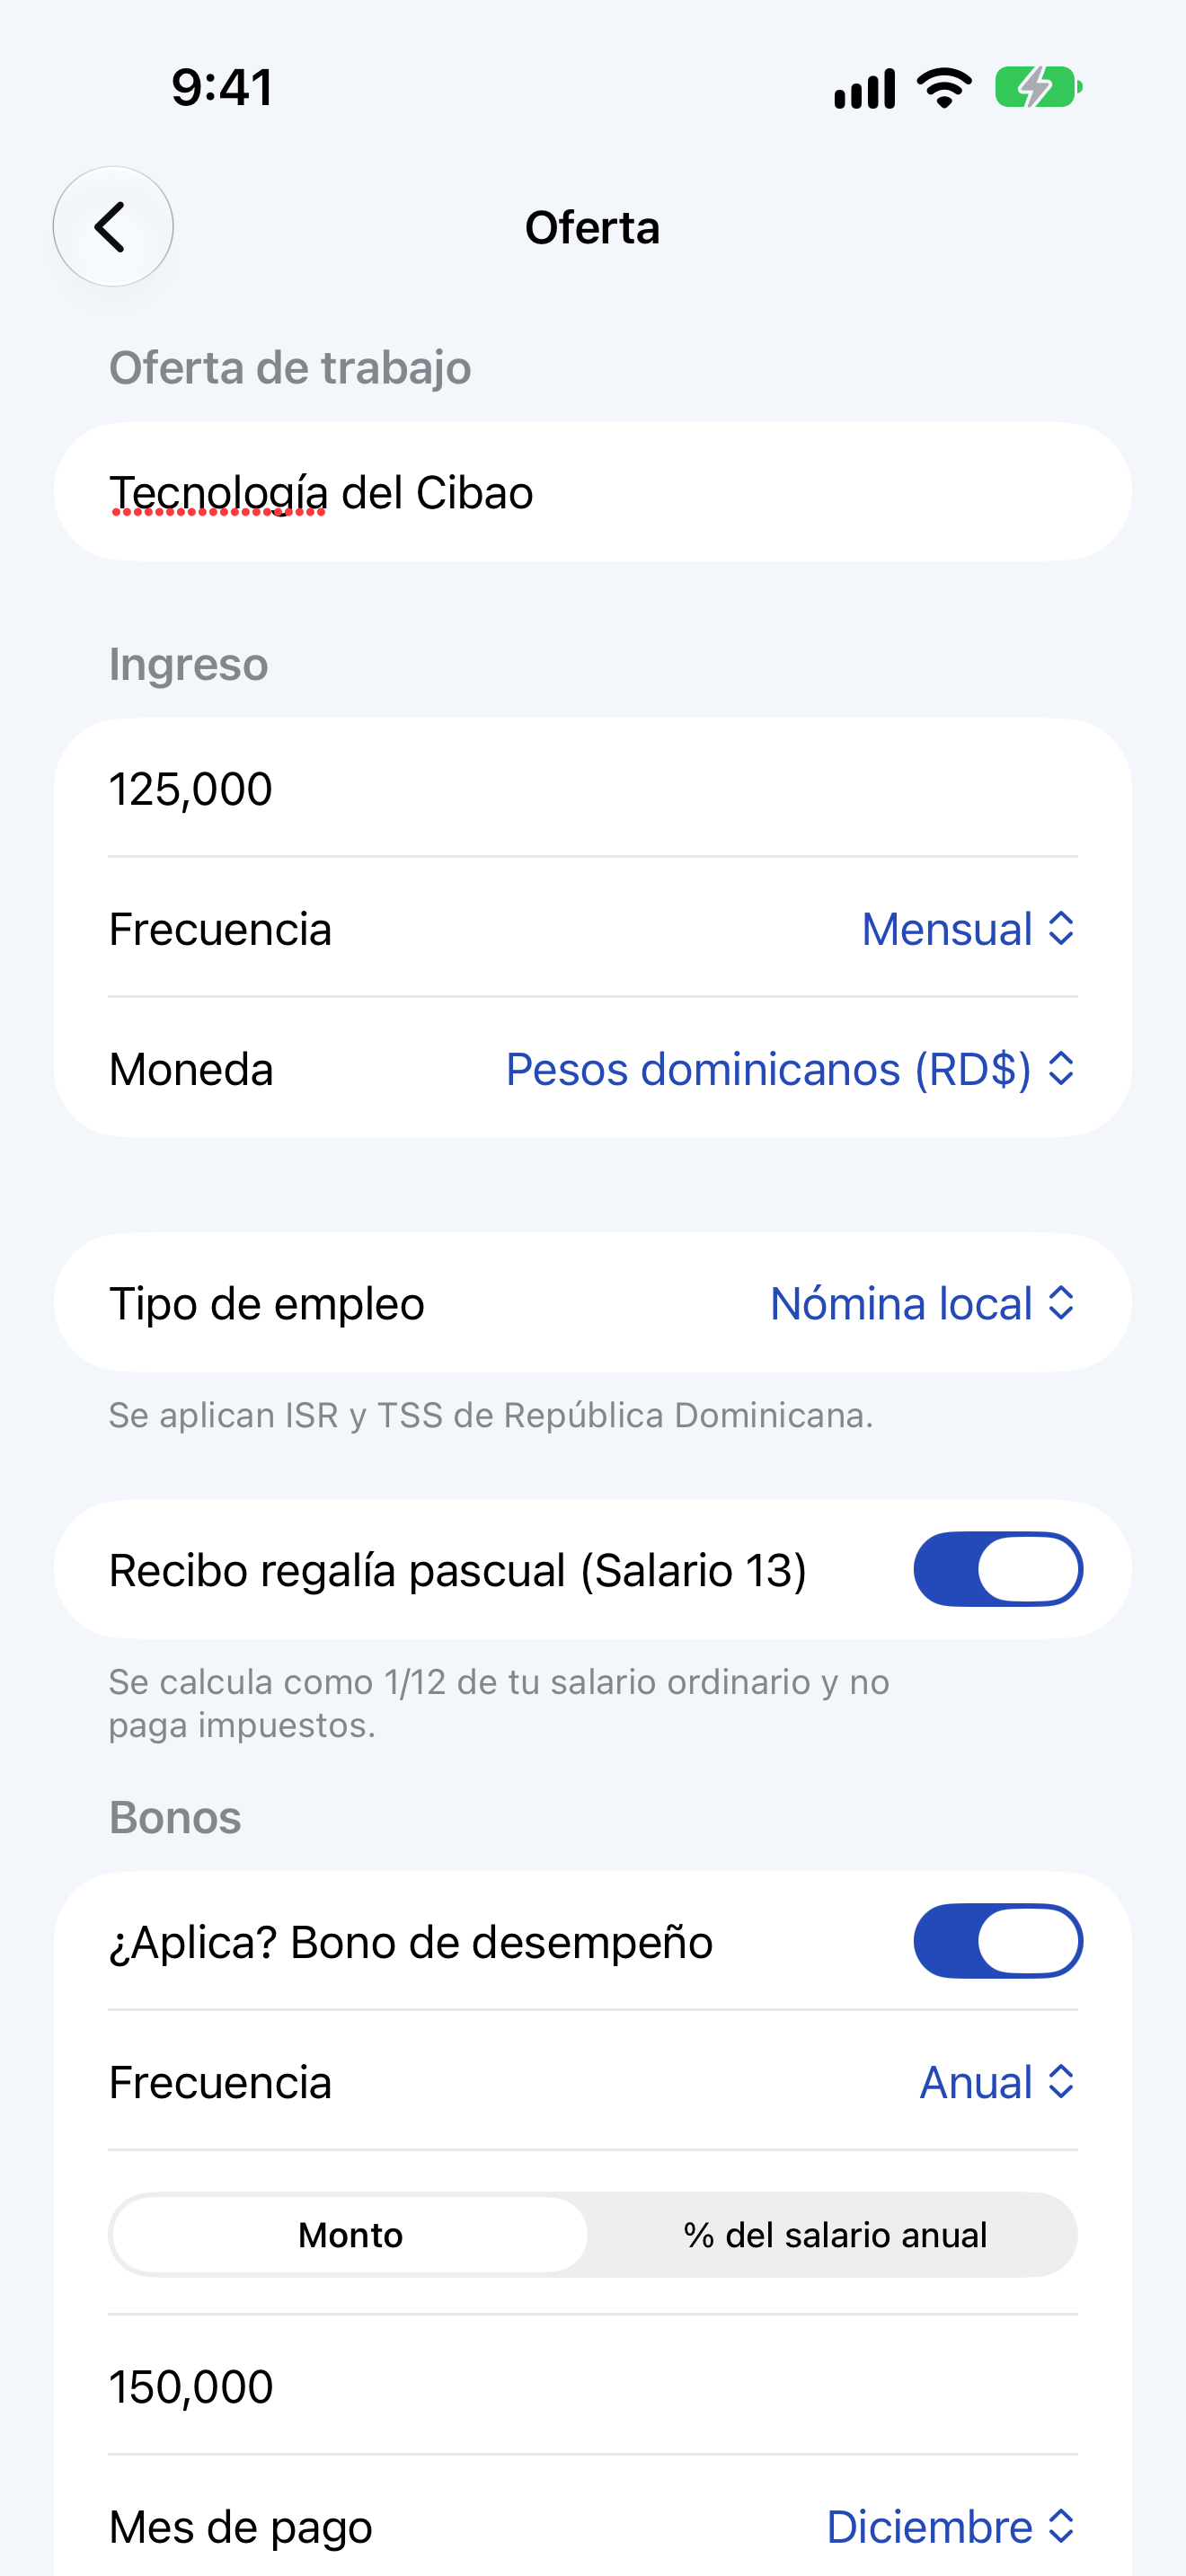 9:41
Oferta
Oferta de trabajo
Tecnología del Cibao
Ingreso
125,000
Frecuencia Mensual
Moneda Pesos dominicanos (RD$)
Tipo de empleo Nómina local
Se aplican ISR y TSS de República Dominicana.
Recibo regalía pascual (Salario 13)
Se calcula como 1/12 de tu salario ordinario y no
paga impuestos.
Bonos
¿Aplica? Bono de desempeño
Frecuencia Anual
Monto % del salario anual
150,000
Mes de pago Diciembre